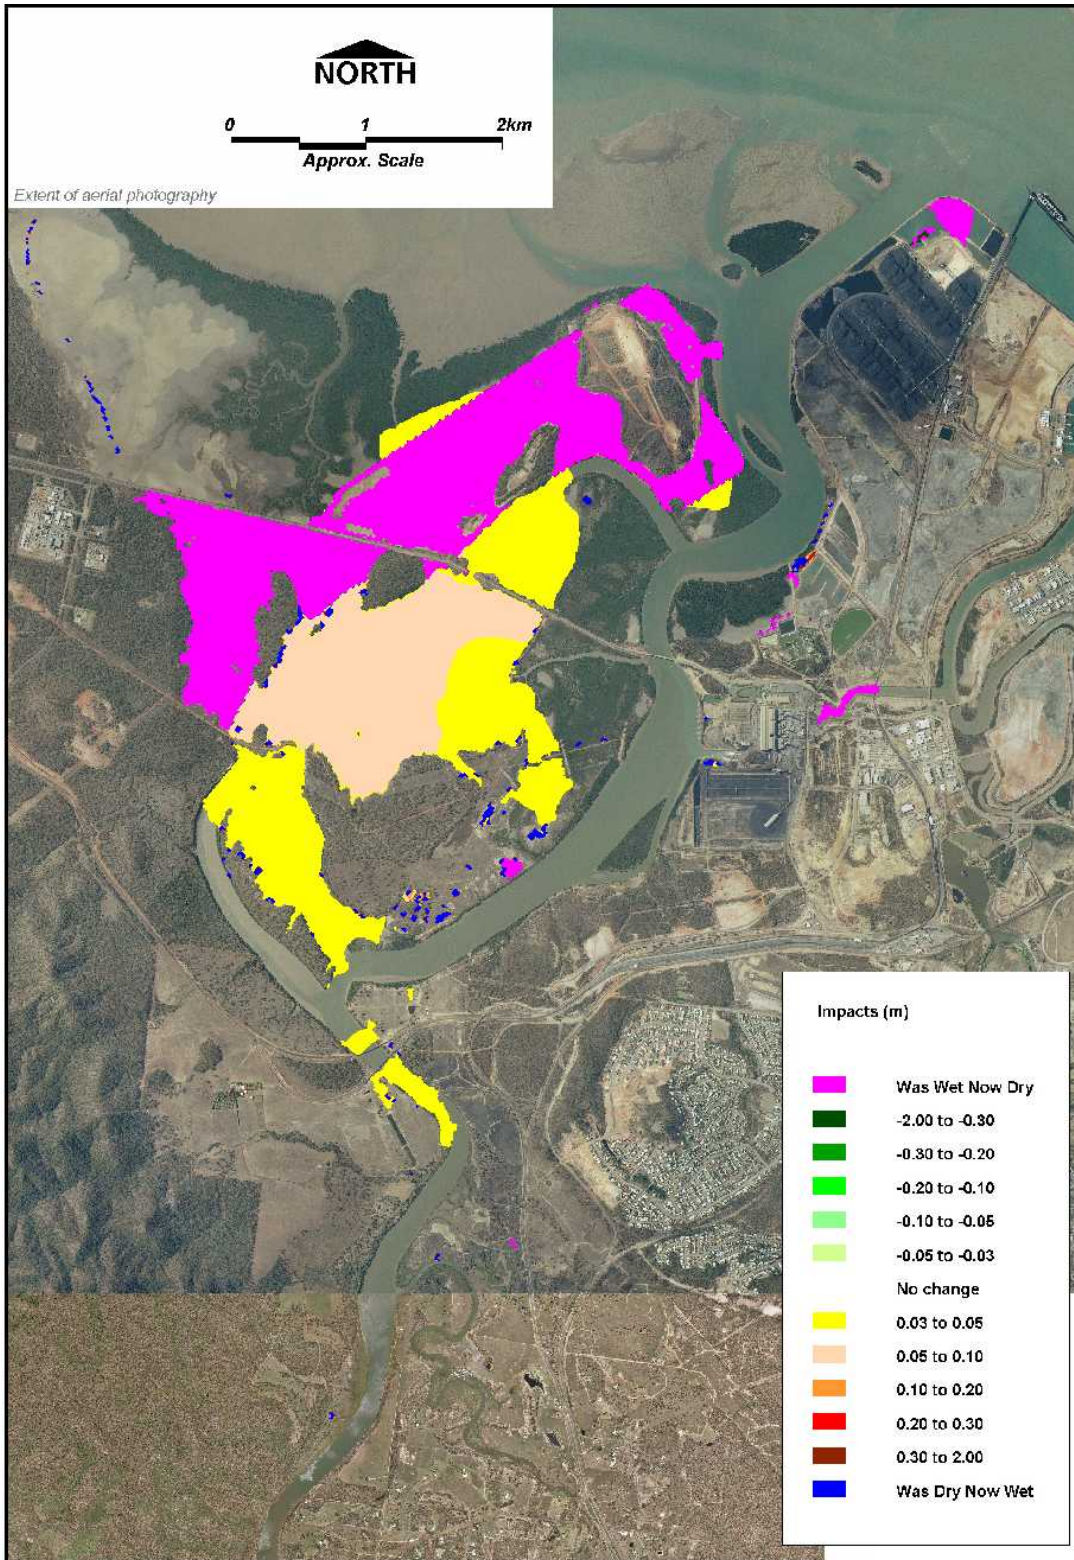 NORTH
0 1 2km
Approx. Scale
Extent of aerial photography
Impacts (m)
Was Wet Now Dry
-2.00 to -0.30
-0.30 to -0.20
-0.20 to -0.10
-0.10 to -0.05
-0.05 to -0.03
No change
0.03 to 0.05
0.05 to 0.10
0.10 to 0.20
0.20 to 0.30
0.30 to 2.00
Was Dry Now Wet